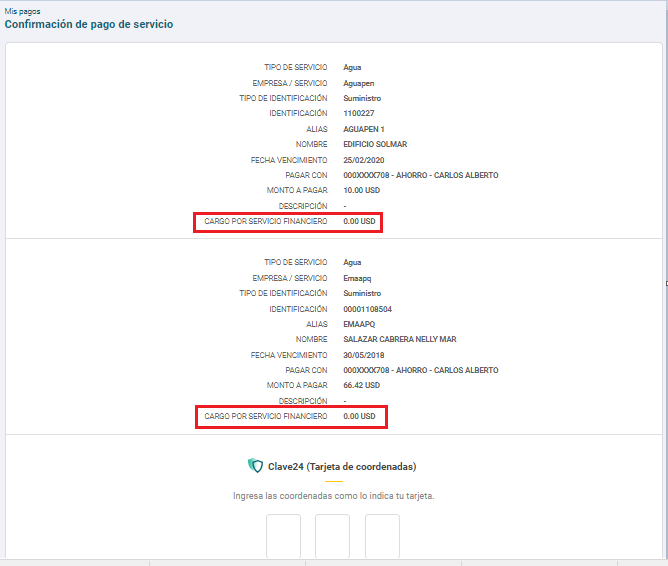 Mis pagos
Confirmación de pago de servicio
TIPO DE SERVICIO Agua
EMPRESA / SERVICIO Aguapen
TIPO DE IDENTIFICACIÓN Suministro
IDENTIFICACIÓN 1100227
ALIAS AGUAPEN 1
NOMBRE EDIFICIO SOLMAR
FECHA VENCIMIENTO 25/02/2020
PAGAR CON 000XXXX708 - AHORRO - CARLOS ALBERTO
MONTO A PAGAR 10.00 USD
DESCRIPCIÓN -
CARGO POR SERVICIO FINANCIERO 0.00 USD
TIPO DE SERVICIO Agua
EMPRESA / SERVICIO Emaapq
TIPO DE IDENTIFICACIÓN Suministro
IDENTIFICACIÓN 00001108504
ALIAS EMAAPQ
NOMBRE SALAZAR CABRERA NELLY MAR
FECHA VENCIMIENTO 30/05/2018
PAGAR CON 000XXXX708 - AHORRO - CARLOS ALBERTO
MONTO A PAGAR 66.42 USD
DESCRIPCIÓN -
CARGO POR SERVICIO FINANCIERO 0.00 USD
Clave24 (Tarjeta de coordenadas)
Ingresa las coordenadas como lo indica tu tarjeta.